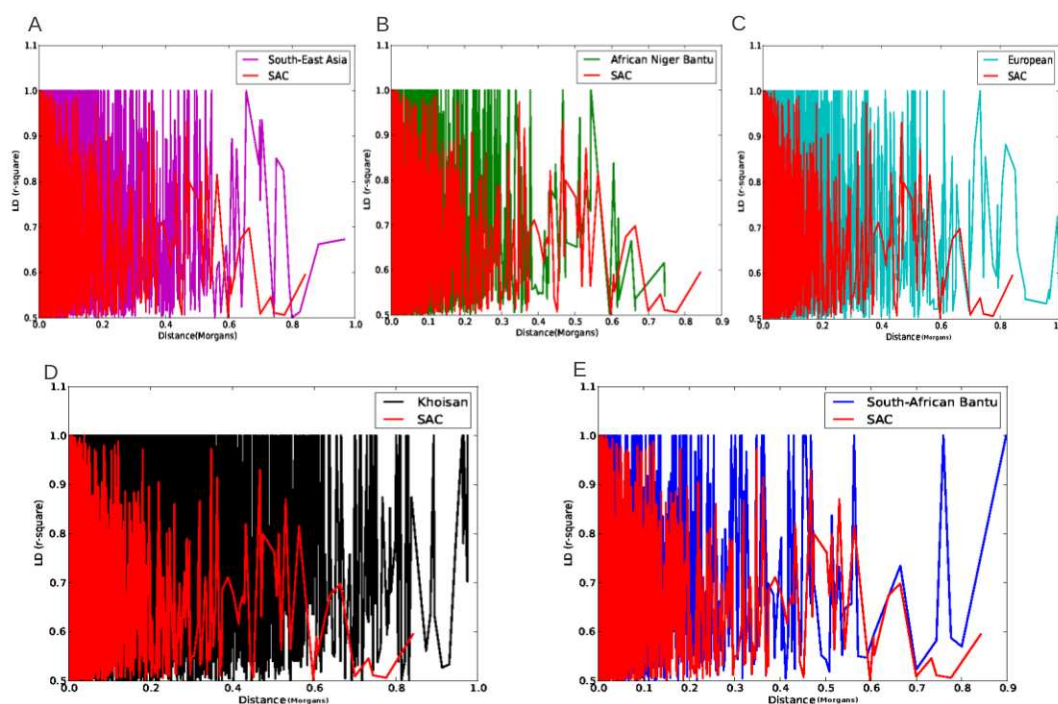 A
1.1
1.0
0.9
0.8
0.7
0.6
0.5
LD (r-square)
South-East Asia
SAC
0.0 0.2 0.4 0.6 0.8 1.0
Distance(Morgans)
B
1.1
1.0
0.9
0.8
0.7
0.6
0.5
LD (r-square)
African Niger Bantu
SAC
0.0 0.1 0.2 0.3 0.4 0.5 0.6 0.7 0.8 0.9
Distance(Morgans)
C
1.1
1.0
0.9
0.8
0.7
0.6
0.5
LD (r-square)
European
SAC
0.0 0.2 0.4 0.6 0.8 1.0
Distance(Morgans)
D
1.1
1.0
0.9
0.8
0.7
0.6
0.5
LD (r-square)
Khoisan
SAC
0.0 0.2 0.4 0.6 0.8 1.0
Distance(Morgans)
E
1.1
1.0
0.9
0.8
0.7
0.6
0.5
LD (r-square)
South-African Bantu
SAC
0.0 0.1 0.2 0.3 0.4 0.5 0.6 0.7 0.8 0.9
Distance(Morgans)